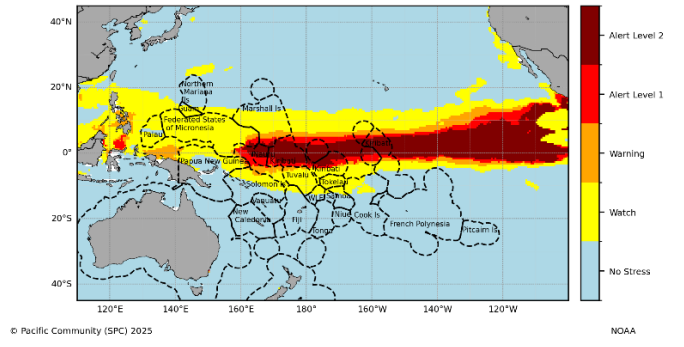 40°N
20°N
0°
20°S
40°S
120°E
140°E
160°E
180°
160°W
140°W
120°W
Northern
Mariana
Is
Guam
Marshall Is
Federated States
of Micronesia
Palau
Papua New Guinea
Nauru
Kiribati
Kiribati
Tuvalu
Tokelau
Solomon Is
W
Samoa
Vanuatu
New
Caledonia
Fiji
Niue
Cook Is
Tonga
French Polynesia
Pitcairn Is
Alert Level 2
Alert Level 1
Warning
Watch
No Stress
© Pacific Community (SPC) 2025
NOAA